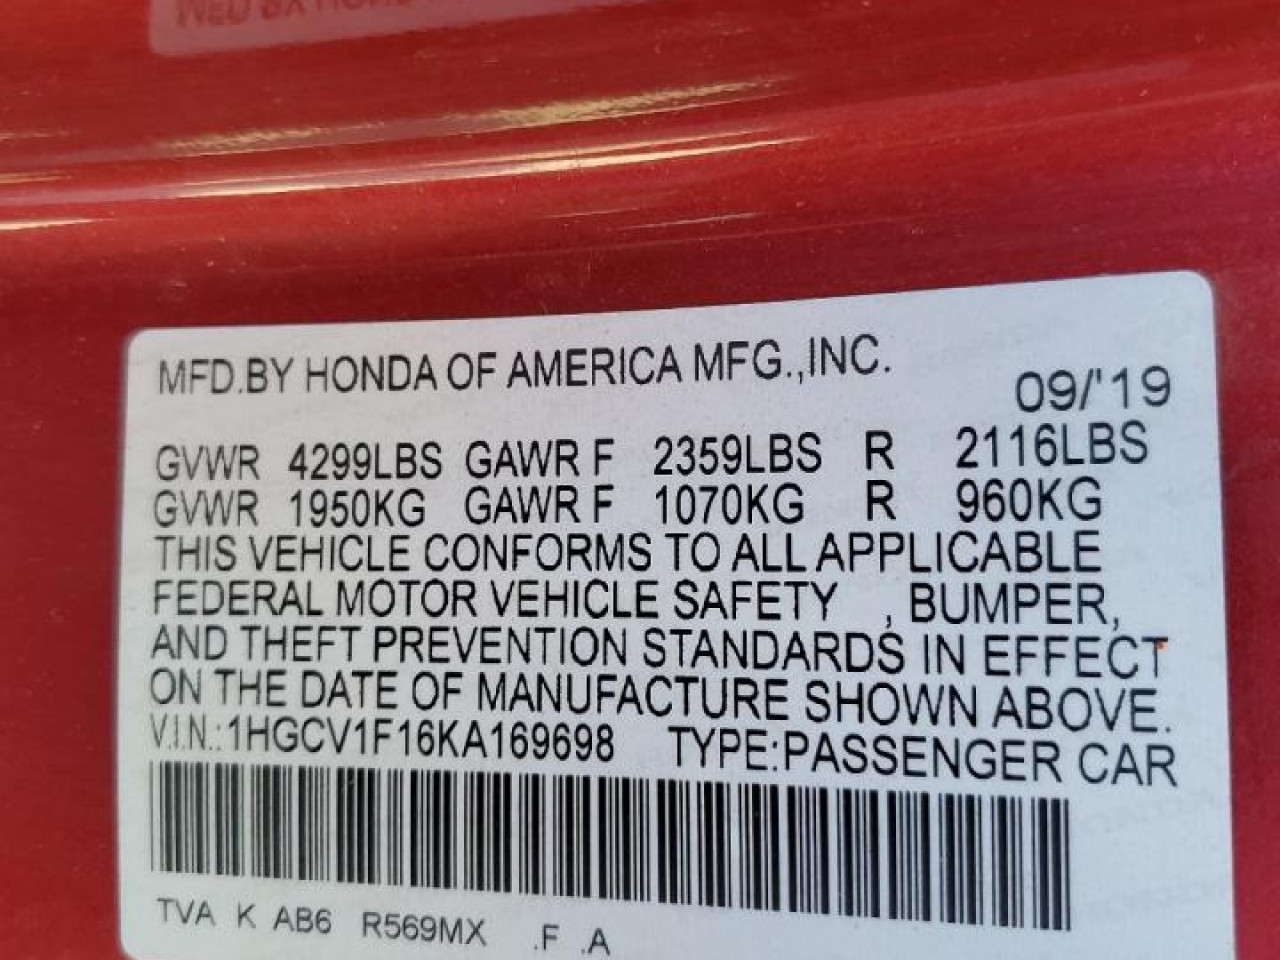 MFD.BY HONDA OF AMERICA MFG.,INC.
09/'19
GVWR 4299LBS GAWR F 2359LBS R 2116LBS
GVWR 1950KG GAWR F 1070KG R 960KG
THIS VEHICLE CONFORMS TO ALL APPLICABLE
FEDERAL MOTOR VEHICLE SAFETY , BUMPER,
AND THEFT PREVENTION STANDARDS IN EFFECT
ON THE DATE OF MANUFACTURE SHOWN ABOVE.
V.I.N.:1HGCV1F16KA169698 TYPE:PASSENGER CAR
TVA K AB6 R569MX .F .A